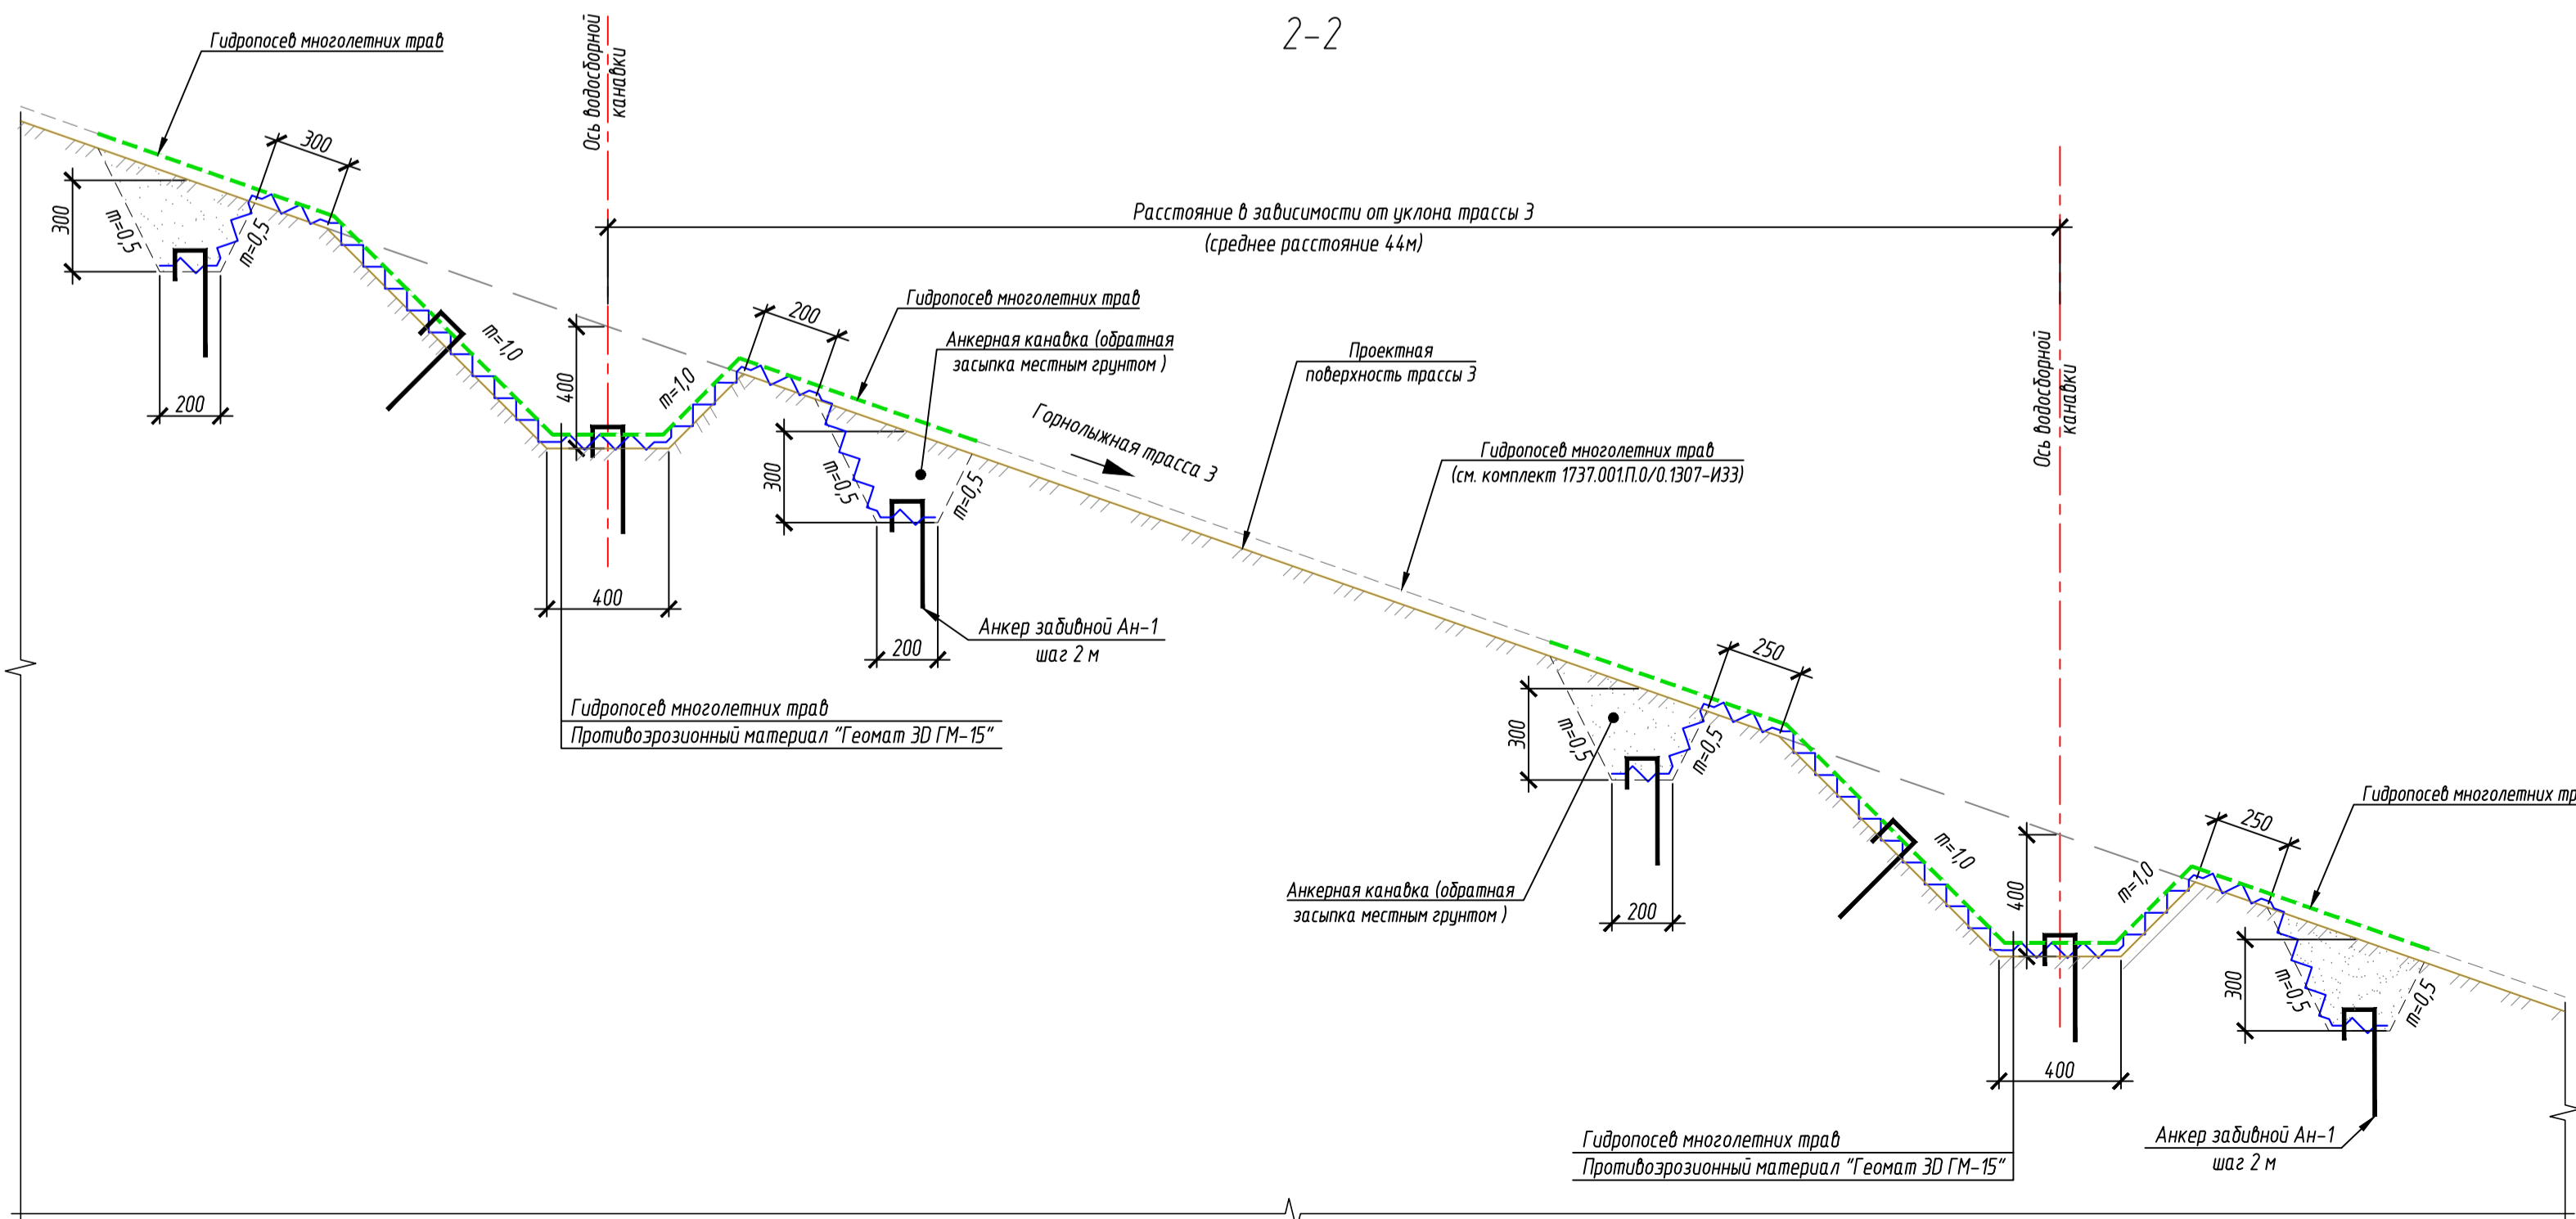 2-2
Гидропосев многолетних трав
Ось водосборной
канавки
300
300
m=0,5
m=0,5
200
Расстояние в зависимости от уклона трассы 3
(среднее расстояние 44м)
m=1,0
400
m=1,0
400
200
Гидропосев многолетних трав
Анкерная канавка (обратная
засыпка местным грунтом )
300
m=0,5
m=0,5
200
Анкер забивной Ан-1
шаг 2 м
Гидропосев многолетних трав
Противоэрозионный материал "Геомат 3D ГМ-15"
Горнолыжная трасса 3
Проектная
поверхность трассы 3
Гидропосев многолетних трав
(см. комплект 1737.001.П.0/0.1307-ИЗЗ)
Ось водосборной
канавки
250
300
m=0,5
m=0,5
200
Анкерная канавка (обратная
засыпка местным грунтом )
m=1,0
400
m=1,0
400
250
Гидропосев многолетних тр
300
m=0,5
m=0,5
Анкер забивной Ан-1
шаг 2 м
Гидропосев многолетних трав
Противоэрозионный материал "Геомат 3D ГМ-15"